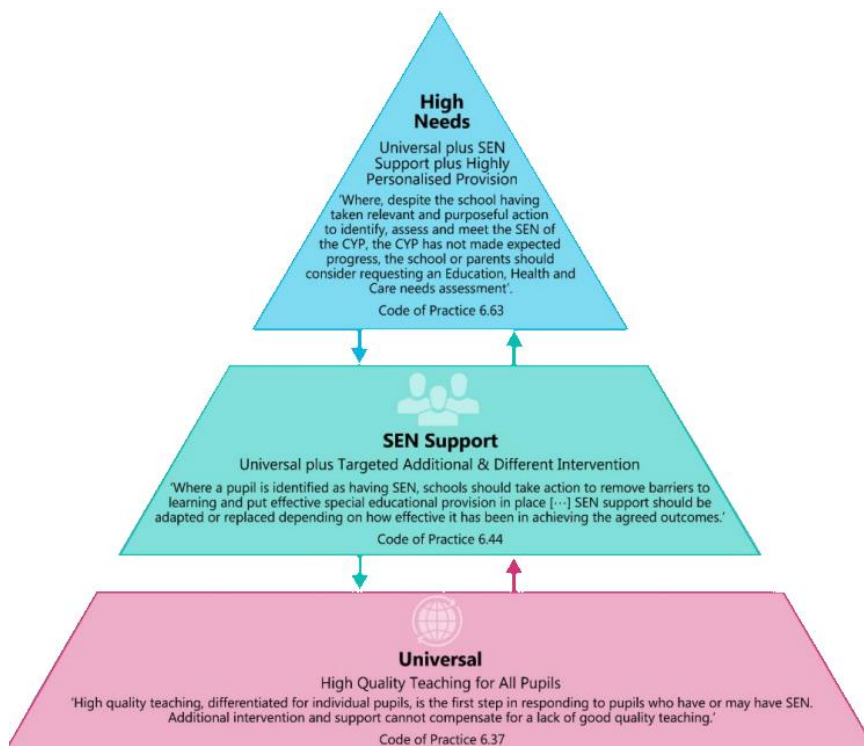 High
Needs
Universal plus SEN
Support plus Highly
Personalised Provision
'Where, despite the school having
taken relevant and purposeful action
to identify, assess and meet the SEN of
the CYP, the CYP has not made expected
progress, the school or parents should
consider requesting an Education, Health and
Care needs assessment'.
Code of Practice 6.63
SEN Support
Universal plus Targeted Additional & Different Intervention
'Where a pupil is identified as having SEN, schools should take action to remove barriers to
learning and put effective special educational provision in place [···] SEN support should be
adapted or replaced depending on how effective it has been in achieving the agreed outcomes.'
Code of Practice 6.44
Universal
High Quality Teaching for All Pupils
'High quality teaching, differentiated for individual pupils, is the first step in responding to pupils who have or may have SEN.
Additional intervention and support cannot compensate for a lack of good quality teaching.'
Code of Practice 6.37